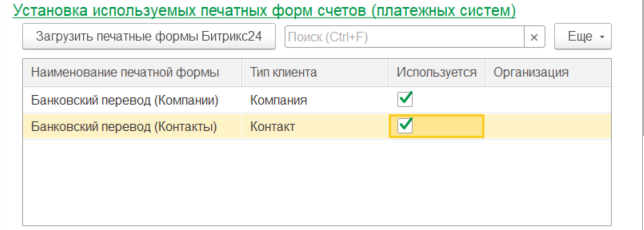 Установка используемых печатных форм счетов (платежных систем)
Загрузить печатные формы Битрикс24 Поиск (Ctrl+F) × Еще
Наименование печатной формы Тип клиента Используется Организация
Банковский перевод (Компании) Компания
Банковский перевод (Контакты) Контакт